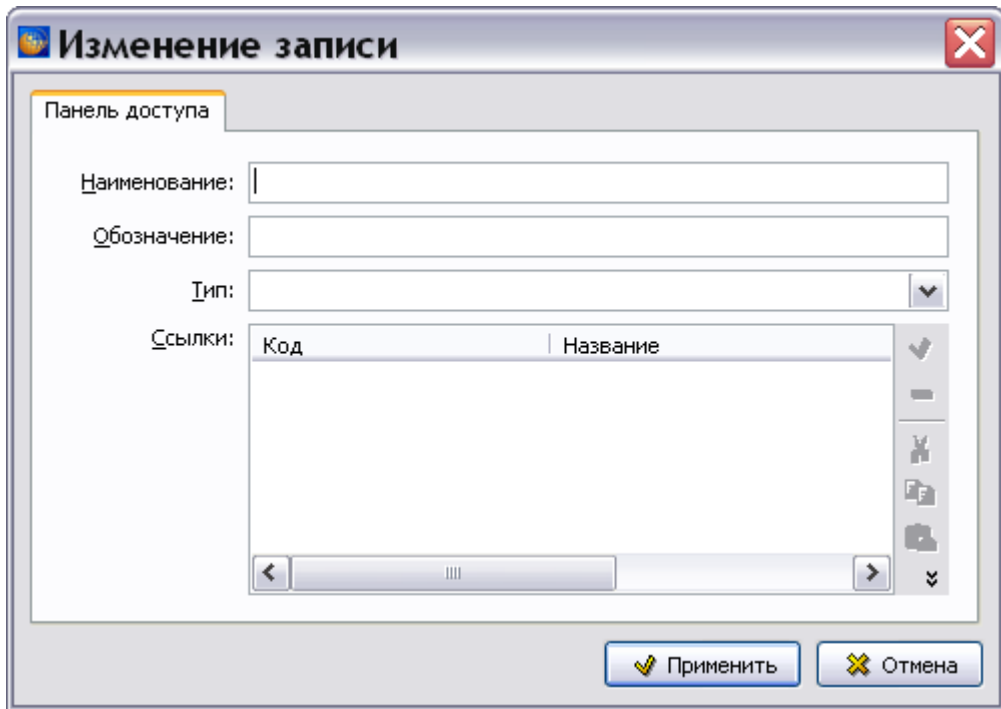 Изменение записи
Панель доступа
Наименование:
Обозначение:
Тип:
Ссылки:
Код Название
Применить Отмена